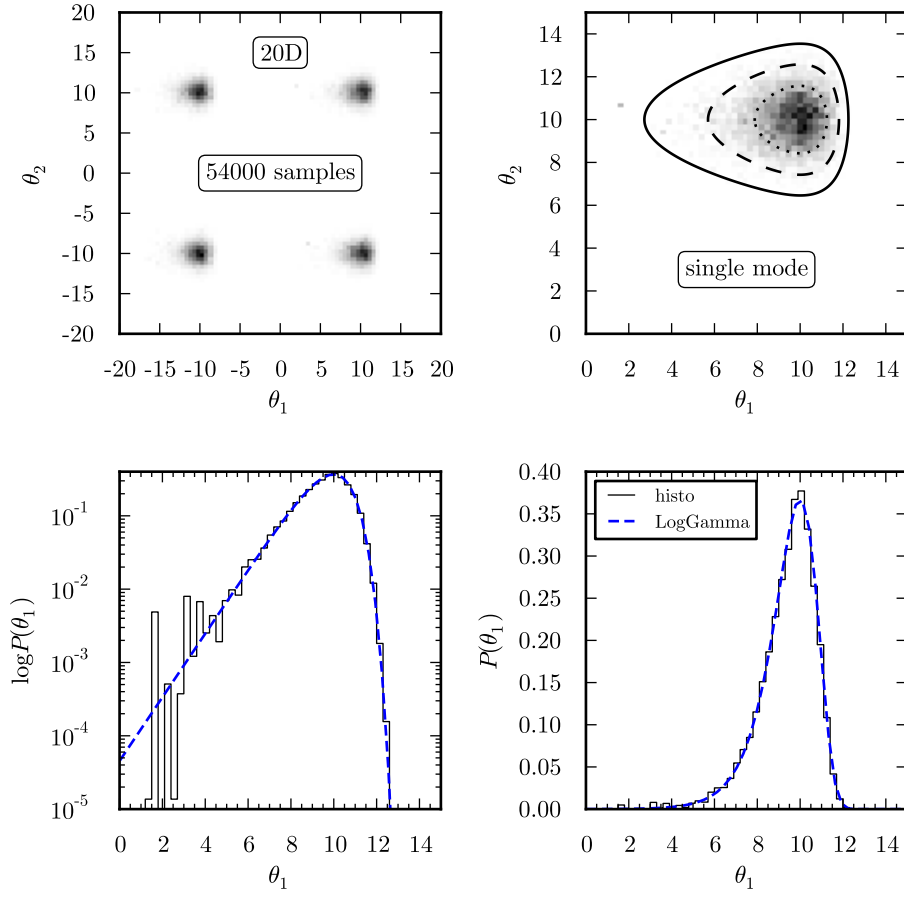 20
15
10
5
0
-5
-10
-15
-20
θ2
20D
54000 samples
-20 -15 -10 -5 0 5 10 15 20
θ1
14
12
10
8
6
4
2
0
θ2
single mode
0 2 4 6 8 10 12 14
θ1
10^-1
10^-2
10^-3
10^-4
10^-5
logP(θ1)
0 2 4 6 8 10 12 14
θ1
0.40
0.35
0.30
0.25
0.20
0.15
0.10
0.05
0.00
P(θ1)
histo
LogGamma
0 2 4 6 8 10 12 14
θ1